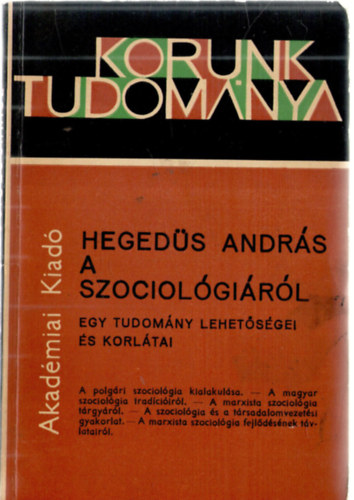 KORUNK
TUDOMÁNYA
Akadémiai Kiadó
HEGEDÜS ANDRÁS
A
SZOCIOLÓGIÁRÓL
EGY TUDOMÁNY LEHETŐSÉGEI
ÉS KORLÁTAI
A polgári szociológia kialakulása. — A magyar
szociológia tradícióiról. — A marxista szociológia
tárgyáról. — A szociológia és a társadalomvezetési
gyakorlat. — A marxista szociológia fejlődésének táv-
latairól.